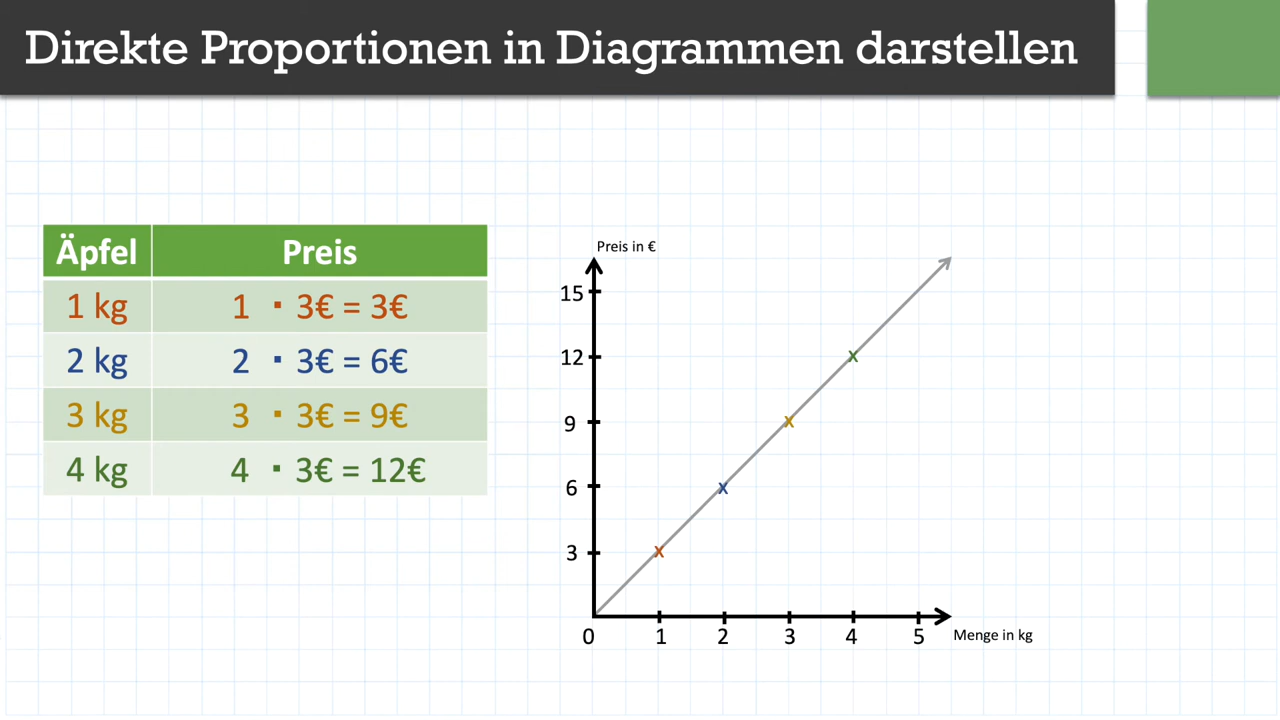 Direkte Proportionen in Diagrammen darstellen
Äpfel Preis
1 kg 1 · 3€ = 3€
2 kg 2 · 3€ = 6€
3 kg 3 · 3€ = 9€
4 kg 4 · 3€ = 12€
Preis in €
15
12
9
6
3
0 1 2 3 4 5 Menge in kg
x
x
x
x